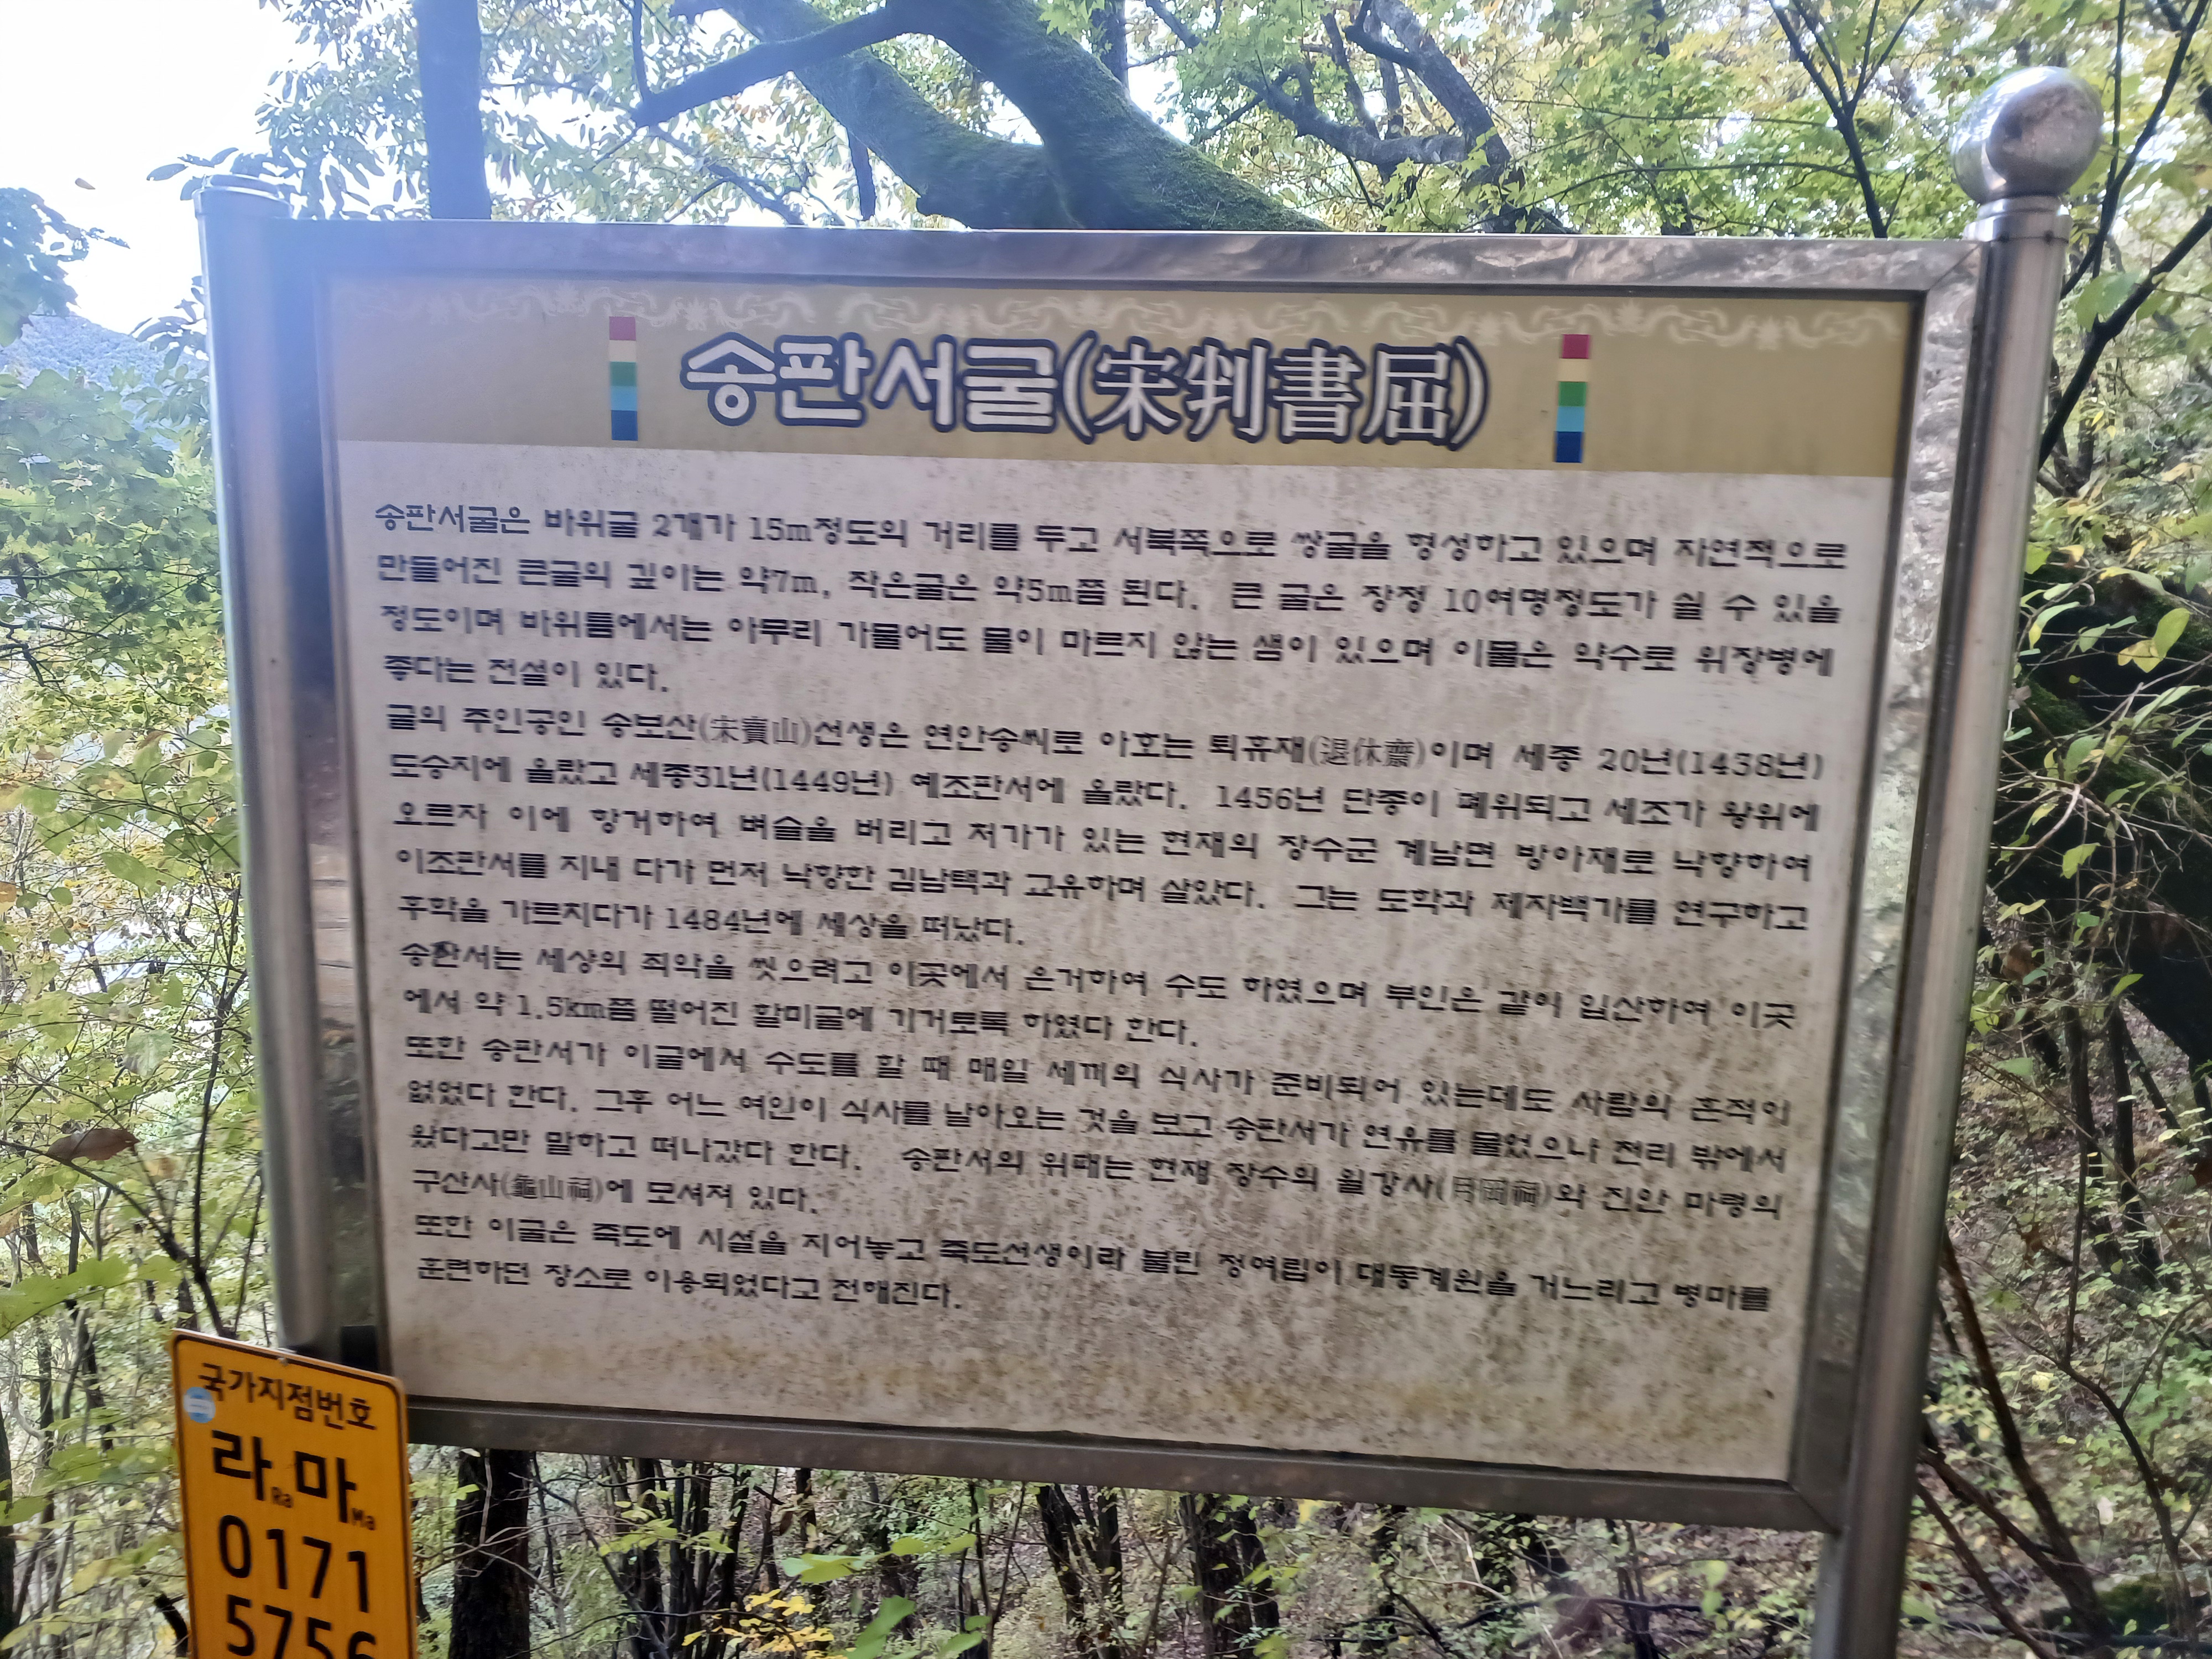 송판서굴(宋判書屈)
송판서굴은 바위굴 2개가 15m정도의 거리를 두고 서북쪽으로 쌍굴을 형성하고 있으며 자연적으로
만들어진 큰굴의 깊이는 약7m, 작은굴은 약5m쯤 된다. 큰 굴은 장정 10여명정도가 쉴 수 있을
정도이며 바위틈에서는 아무리 가물어도 물이 마르지 않는 샘이 있으며 이물은 약수로 위장병에
좋다는 전설이 있다.
굴의 주인공인 송보산(宋寶山)선생은 연안송씨로 아호는 퇴휴재(退休齋)이며 세종 20년(1438년)
도승지에 올랐고 세종31년(1449년) 예조판서에 올랐다. 1456년 단종이 폐위되고 세조가 왕위에
오르자 이에 항거하여 벼슬을 버리고 처가가 있는 현재의 장수군 계남면 방아재로 낙향하여
이조판서를 지내 다가 먼저 낙향한 김남택과 교유하며 살았다. 그는 도학과 제자백가를 연구하고
후학을 가르치다가 1484년에 세상을 떠났다.
송판서는 세상의 죄악을 씻으려고 이곳에서 은거하여 수도 하였으며 부인은 같이 입산하여 이곳
에서 약 1.5km쯤 떨어진 할미굴에 기거토록 하였다 한다.
또한 송판서가 이굴에서 수도를 할 때 매일 세끼의 식사가 준비되어 있는데도 사람의 흔적이
없었다 한다. 그후 어느 여인이 식사를 날아오는 것을 보고 송판서가 연유를 물었으나 천리 밖에서
왔다고만 말하고 떠나갔다 한다. 송판서의 위패는 현재 장수의 월강사(月岡祠)와 진안 마령의
구산사(龜山祠)에 모셔져 있다.
또한 이굴은 죽도에 시설을 지어놓고 죽도선생이라 불린 정여립이 대동계원을 거느리고 병마를
훈련하던 장소로 이용되었다고 전해진다.
국가지점번호
라 Ra 마 Ma
0171
5756